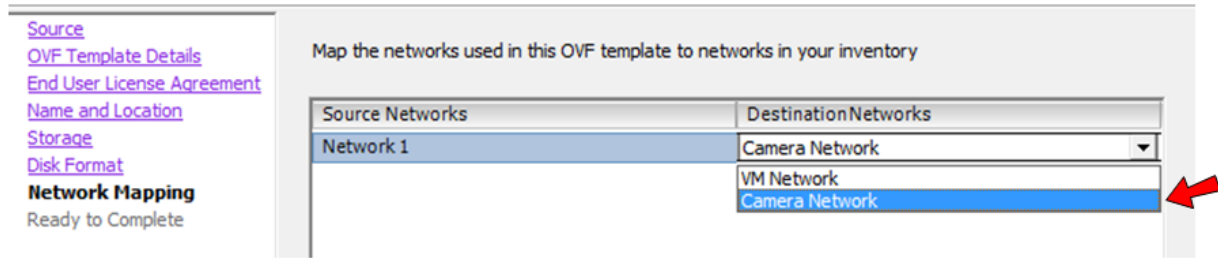 Source
OVF Template Details
End User License Agreement
Name and Location
Storage
Disk Format
Network Mapping
Ready to Complete
Map the networks used in this OVF template to networks in your inventory
Source Networks DestinationNetworks
Network 1 Camera Network
VM Network
Camera Network